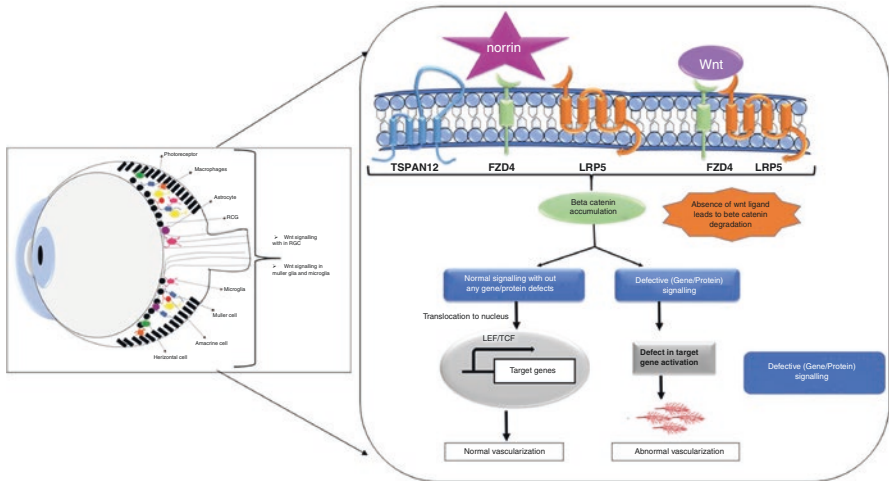 Photoreceptor
Macrophages
Astrocyte
RCG
➢ Wnt signalling
with in RGC
➢ Wnt signalling in
muller glia and microglia
Microglia
Muller cell
Amacrine cell
Horizontal cell
norrin
Wnt
TSPAN12
FZD4
LRP5
FZD4
LRP5
Beta catenin
accumulation
Absence of wnt ligand
leads to bete catenin
degradation
Normal signalling with out
any gene/protein defects
Defective (Gene/Protein)
signalling
Translocation to nucleus
LEF/TCF
Target genes
Defect in target
gene activation
Defective (Gene/Protein)
signalling
Normal vascularization
Abnormal vascularization